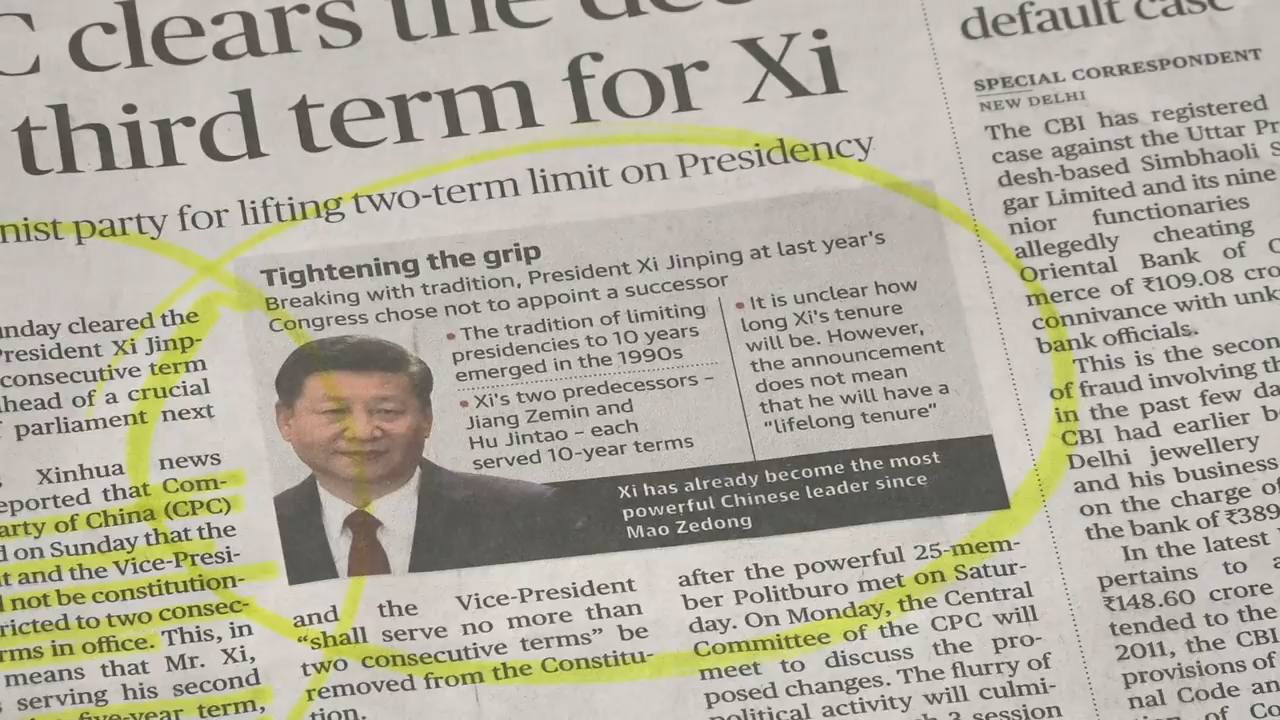 C clears the
third term for Xi
nist party for lifting two-term limit on Presidency
nday cleared the
resident Xi Jinp-
consecutive term
head of a crucial
parliament next
Xinhua news
eported that Com-
arty of China (CPC)
d on Sunday that the
t and the Vice-Presi-
not be constitution-
ricted to two consec-
rms in office. This, in
means that Mr. Xi,
serving his second
five-year term,
Tightening the grip
Breaking with tradition, President Xi Jinping at last year's
Congress chose not to appoint a successor
• The tradition of limiting
presidencies to 10 years
emerged in the 1990s
• Xi's two predecessors –
Jiang Zemin and
Hu Jintao – each
served 10-year terms
• It is unclear how
long Xi's tenure
will be. However,
the announcement
does not mean
that he will have a
"lifelong tenure"
Xi has already become the most
powerful Chinese leader since
Mao Zedong
and the Vice-President
“shall serve no more than
two consecutive terms” be
removed from the Constitu-
tion.
after the powerful 25-mem-
ber Politburo met on Satur-
day. On Monday, the Central
Committee of the CPC will
meet to discuss the pro-
posed changes. The flurry of
political activity will culmi-
session
default case
SPECIAL CORRESPONDENT
NEW DELHI
The CBI has registered
case against the Uttar Pr
desh-based Simbhaoli S
gar Limited and its nine
nior functionaries
allegedly cheating
Oriental Bank of C
merce of ₹109.08 cro
connivance with unk
bank officials.
This is the secon
of fraud involving th
in the past few da
CBI had earlier b
Delhi jewellery
and his business
on the charge of
the bank of ₹389
In the latest
pertains to a
₹148.60 crore
tended to the
2011, the CBI
provisions of
nal Code an
of Co